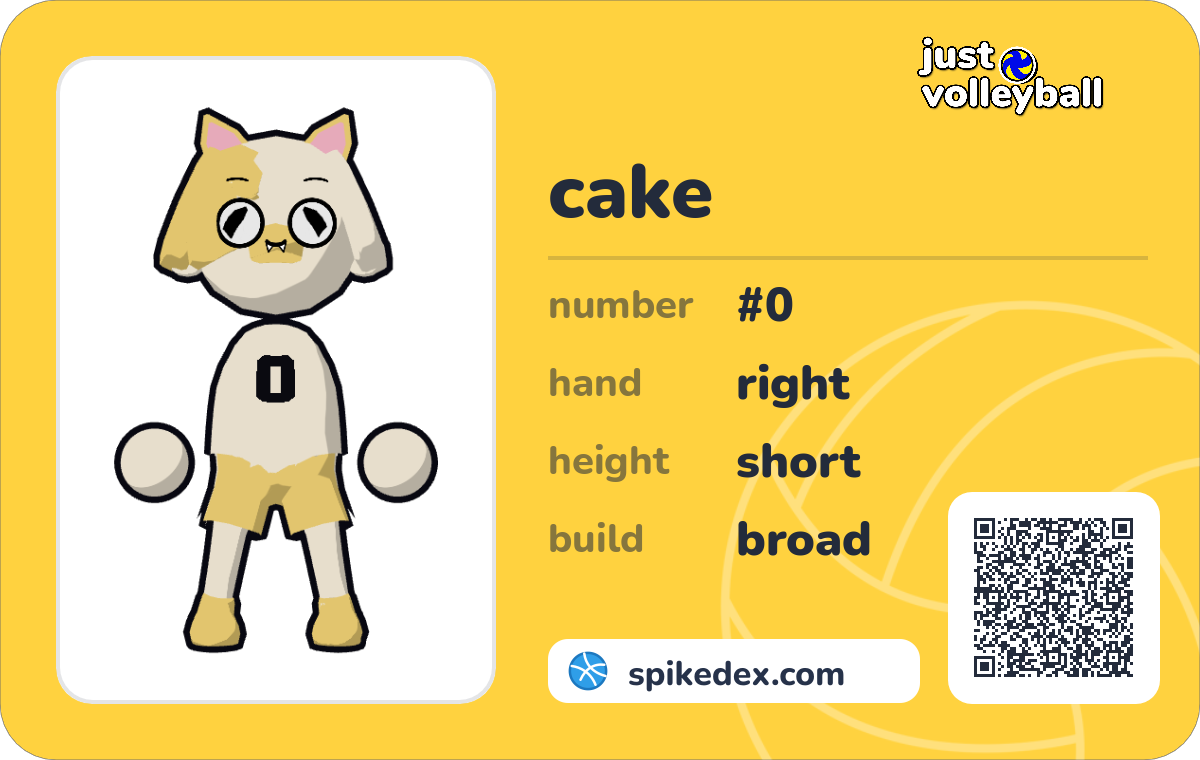 just
volleyball
cake
number #0
hand right
height short
build broad
0
spikedex.com